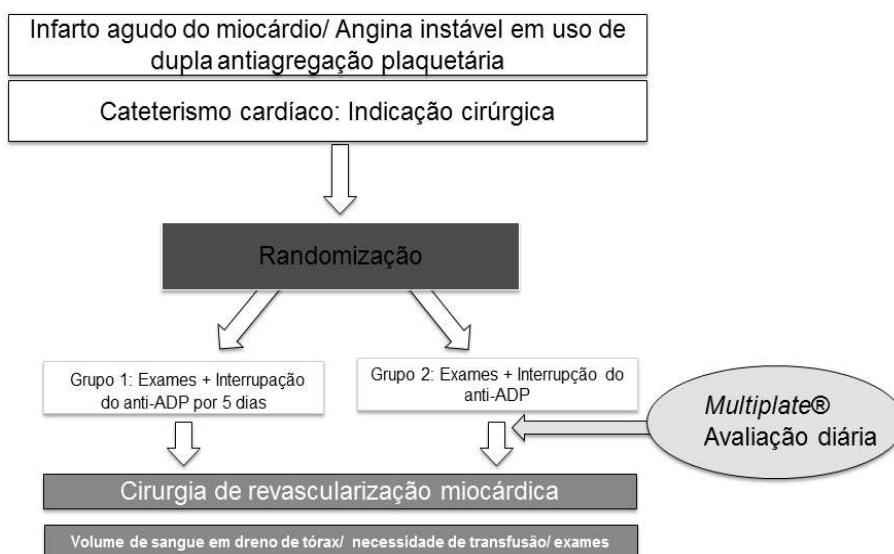 Infarto agudo do miocárdio/ Angina instável em uso de
dupla antiagregação plaquetária
Cateterismo cardíaco: Indicação cirúrgica
Randomização
Grupo 1: Exames + Interrupação
do anti-ADP por 5 dias
Grupo 2: Exames + Interrupção do
anti-ADP
Multiplate®
Avaliação diária
Cirurgia de revascularização miocárdica
Volume de sangue em dreno de tórax/ necessidade de transfusão/ exames